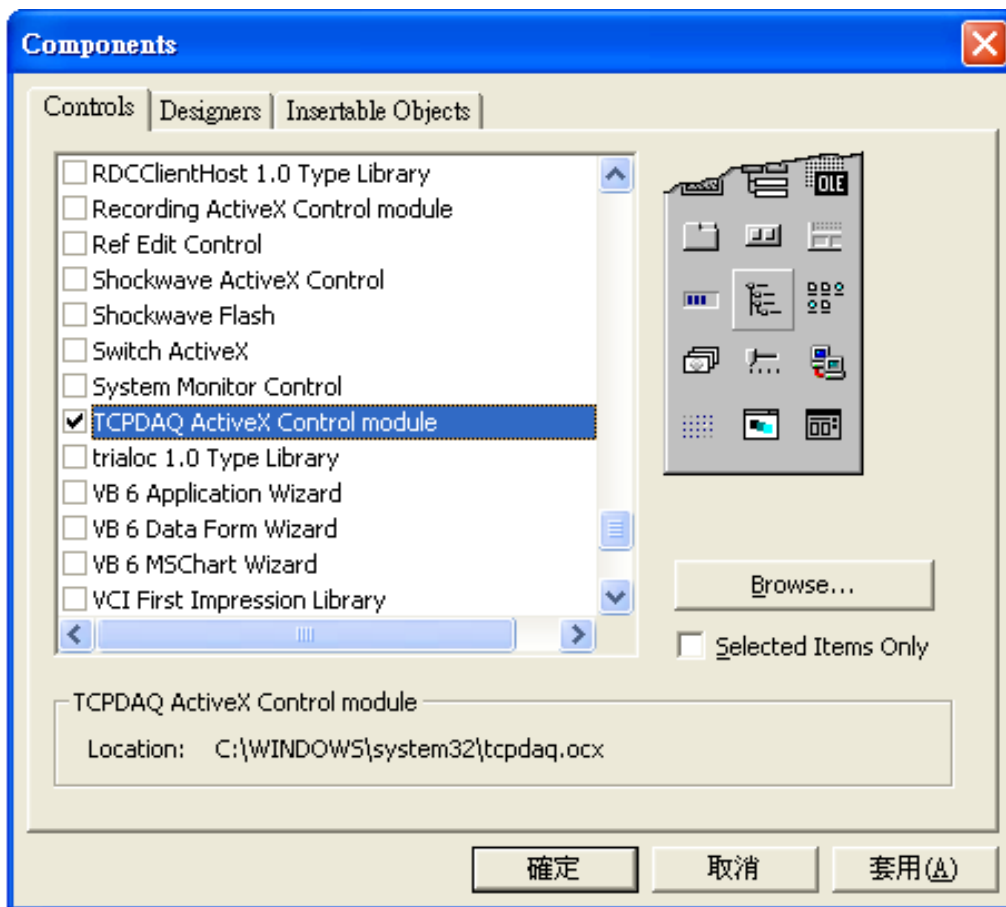 Components
Controls Designers Insertable Objects
RDCClientHost 1.0 Type Library
Recording ActiveX Control module
Ref Edit Control
Shockwave ActiveX Control
Shockwave Flash
Switch ActiveX
System Monitor Control
TCPDAQ ActiveX Control module
trialoc 1.0 Type Library
VB 6 Application Wizard
VB 6 Data Form Wizard
VB 6 MSChart Wizard
VCI First Impression Library
OLE
Browse...
Selected Items Only
TCPDAQ ActiveX Control module
Location: C:\WINDOWS\system32\tcpdaq.ocx
確定 取消 套用(A)